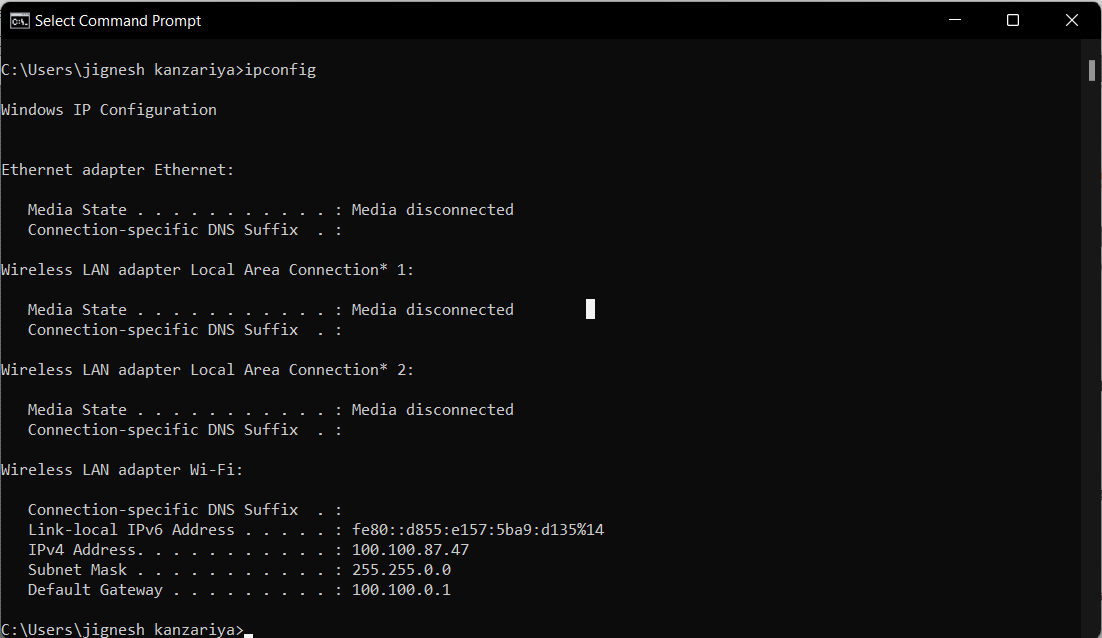 Select Command Prompt
C:\Users\jignesh kanzariya>ipconfig
Windows IP Configuration
Ethernet adapter Ethernet:
   Media State . . . . . . . . . . . : Media disconnected
   Connection-specific DNS Suffix  . :
Wireless LAN adapter Local Area Connection* 1:
   Media State . . . . . . . . . . . : Media disconnected
   Connection-specific DNS Suffix  . :
Wireless LAN adapter Local Area Connection* 2:
   Media State . . . . . . . . . . . : Media disconnected
   Connection-specific DNS Suffix  . :
Wireless LAN adapter Wi-Fi:
   Connection-specific DNS Suffix  . :
   Link-local IPv6 Address . . . . . : fe80::d855:e157:5ba9:d135%14
   IPv4 Address. . . . . . . . . . . : 100.100.87.47
   Subnet Mask . . . . . . . . . . . : 255.255.0.0
   Default Gateway . . . . . . . . . : 100.100.0.1
C:\Users\jignesh kanzariya>